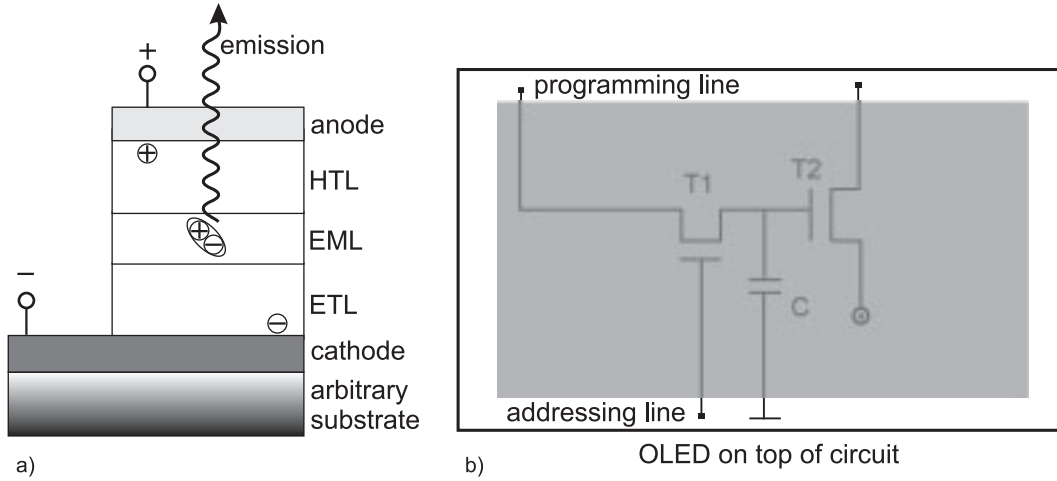 +
emission
anode
HTL
EML
ETL
−
cathode
arbitrary
substrate
a)
programming line
T1
T2
C
addressing line
OLED on top of circuit
b)